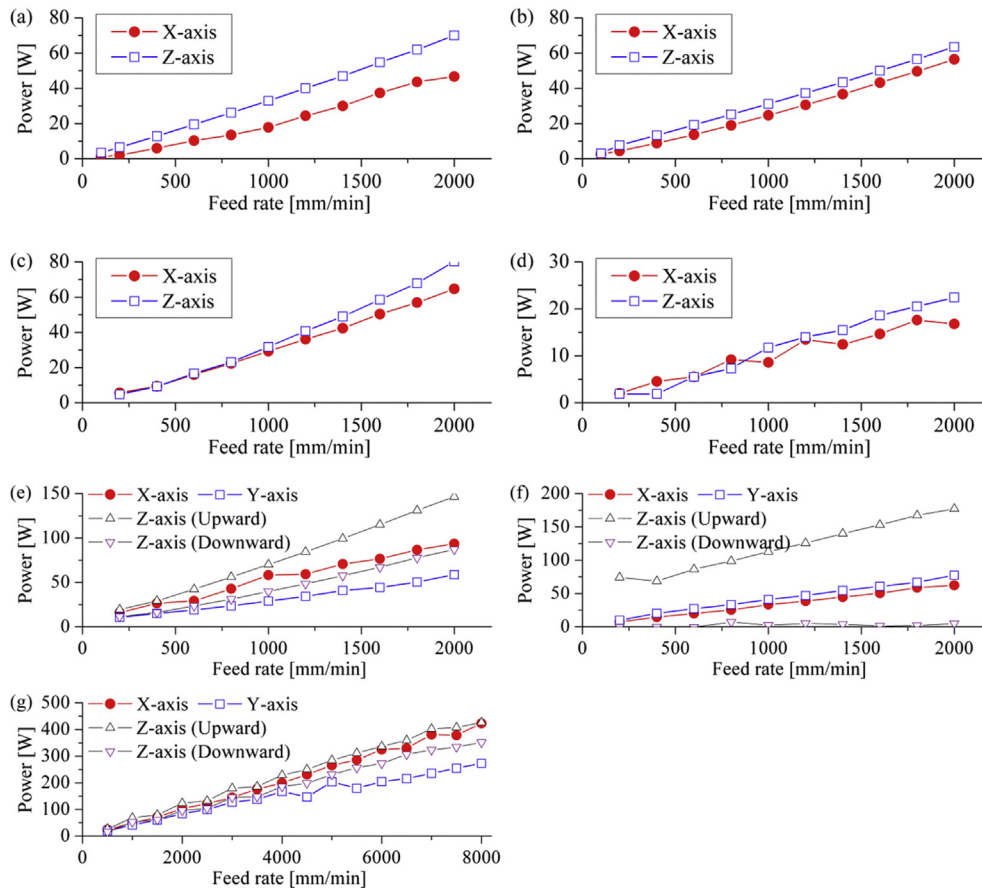 (a)
X-axis
Z-axis
Power [W]
80
60
40
20
0
500
1000
1500
2000
Feed rate [mm/min]
(b)
X-axis
Z-axis
Power [W]
80
60
40
20
0
500
1000
1500
2000
Feed rate [mm/min]
(c)
X-axis
Z-axis
Power [W]
80
60
40
20
0
500
1000
1500
2000
Feed rate [mm/min]
(d)
X-axis
Z-axis
Power [W]
30
20
10
0
500
1000
1500
2000
Feed rate [mm/min]
(e)
X-axis
Y-axis
Z-axis (Upward)
Z-axis (Downward)
Power [W]
150
100
50
0
500
1000
1500
2000
Feed rate [mm/min]
(f)
X-axis
Y-axis
Z-axis (Upward)
Z-axis (Downward)
Power [W]
200
150
100
50
0
500
1000
1500
2000
Feed rate [mm/min]
(g)
X-axis
Y-axis
Z-axis (Upward)
Z-axis (Downward)
Power [W]
500
400
300
200
100
0
0
2000
4000
6000
8000
Feed rate [mm/min]